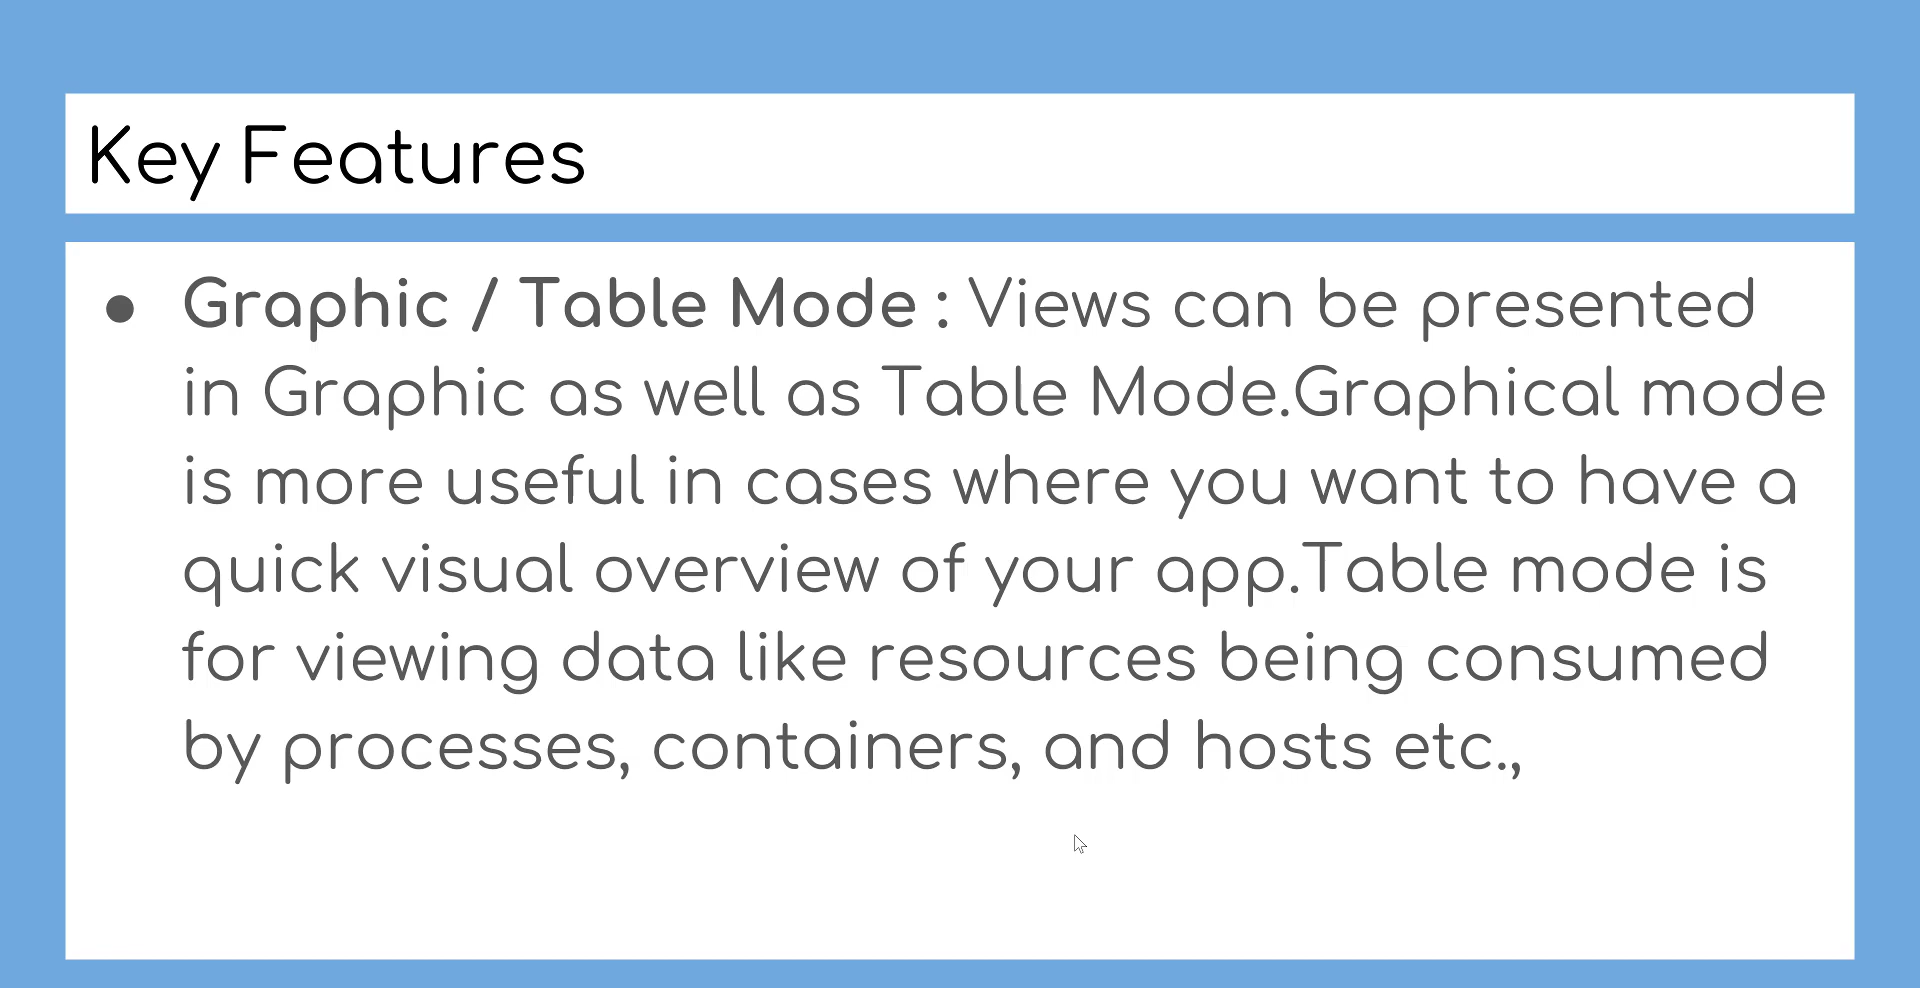 Key Features
● Graphic / Table Mode : Views can be presented
in Graphic as well as Table Mode.Graphical mode
is more useful in cases where you want to have a
quick visual overview of your app.Table mode is
for viewing data like resources being consumed
by processes, containers, and hosts etc.,